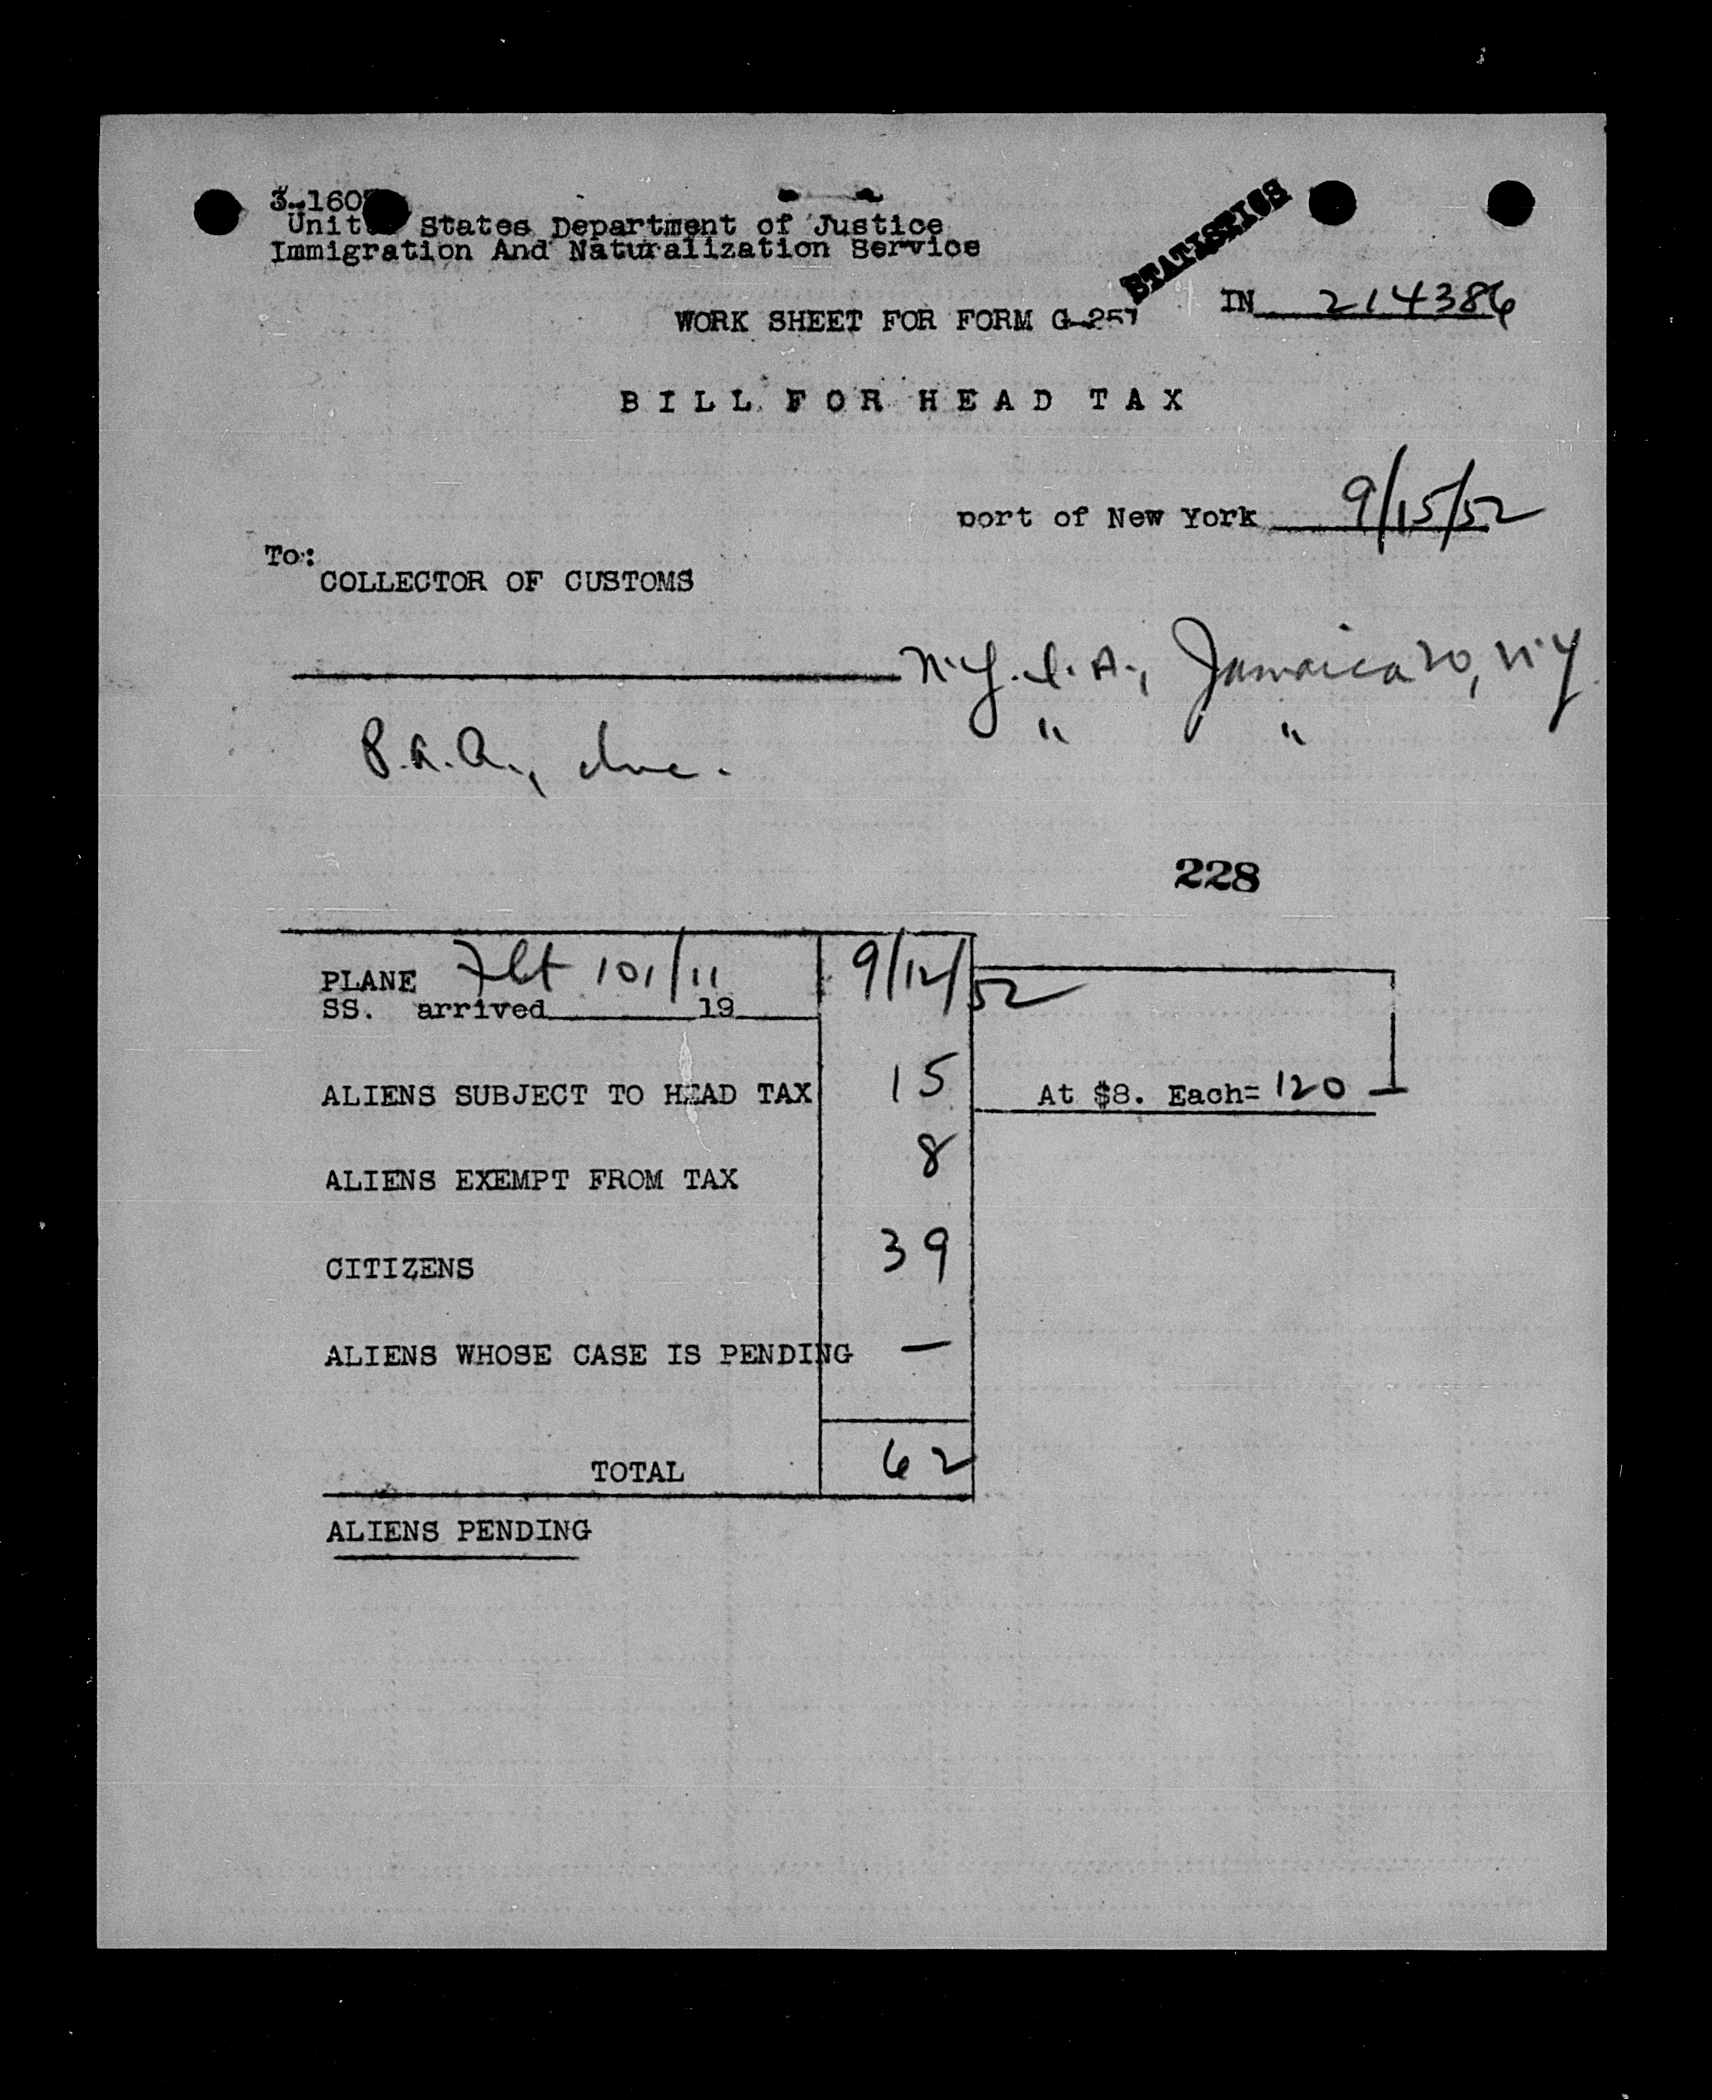 3-1607
United States Department of Justice
Immigration And Naturalization Service
STATISTICS
WORK SHEET FOR FORM G-257
IN 214386
BILL FOR HEAD TAX
port of New York 9/15/52
To:
COLLECTOR OF CUSTOMS
N.Y.I.A., Jamaica 20, N.Y.
P.A.A., Inc. " "
228
PLANE Flt 101/11 9/12/52
SS. arrived 19
ALIENS SUBJECT TO HEAD TAX 15 At $8. Each= 120
ALIENS EXEMPT FROM TAX 8
CITIZENS 39
ALIENS WHOSE CASE IS PENDING —
TOTAL 62
ALIENS PENDING